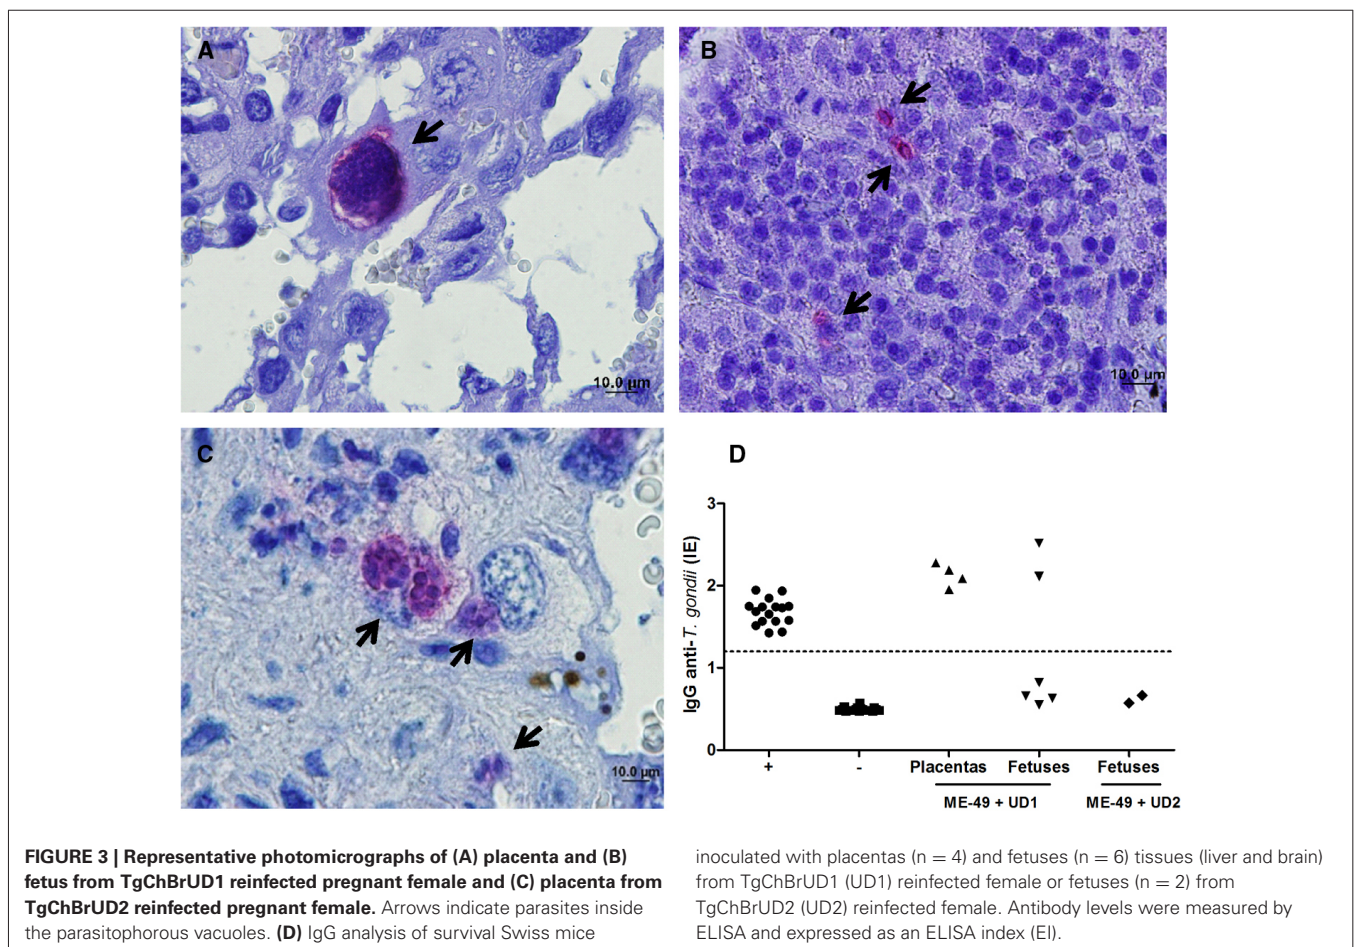 A
B
10.0 µm
10.0 µm
C
D
10.0 µm
IgG anti-T. gondii (IE)
3
2
1
0
+
-
Placentas
Fetuses
Fetuses
ME-49 + UD1
ME-49 + UD2
FIGURE 3 | Representative photomicrographs of (A) placenta and (B)
fetus from TgChBrUD1 reinfected pregnant female and (C) placenta from
TgChBrUD2 reinfected pregnant female. Arrows indicate parasites inside
the parasitophorous vacuoles. (D) IgG analysis of survival Swiss mice
inoculated with placentas (n = 4) and fetuses (n = 6) tissues (liver and brain)
from TgChBrUD1 (UD1) reinfected female or fetuses (n = 2) from
TgChBrUD2 (UD2) reinfected female. Antibody levels were measured by
ELISA and expressed as an ELISA index (EI).